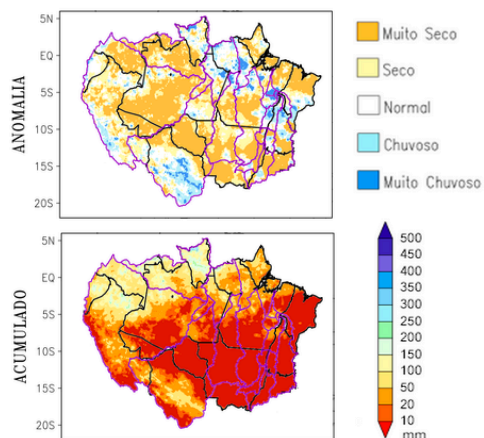 5N
EQ
5S
10S
15S
20S
ANOMALIA
Muito Seco
Seco
Normal
Chuvoso
Muito Chuvoso
5N
EQ
5S
10S
15S
20S
ACUMULADO
500
450
400
350
300
250
200
150
100
50
20
10
mm